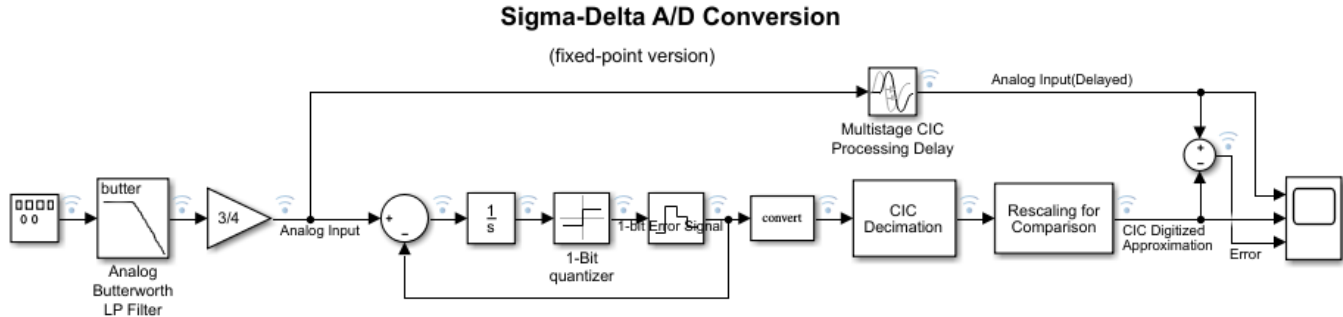 Sigma-Delta A/D Conversion
(fixed-point version)
Analog Input(Delayed)
Multistage CIC
Processing Delay
+
−
butter
3/4
Analog Input
+
−
1
s
1-bit Error Signal
convert
CIC
Decimation
Rescaling for
Comparison
CIC Digitized
Approximation
Error
1-Bit
quantizer
Analog
Butterworth
LP Filter